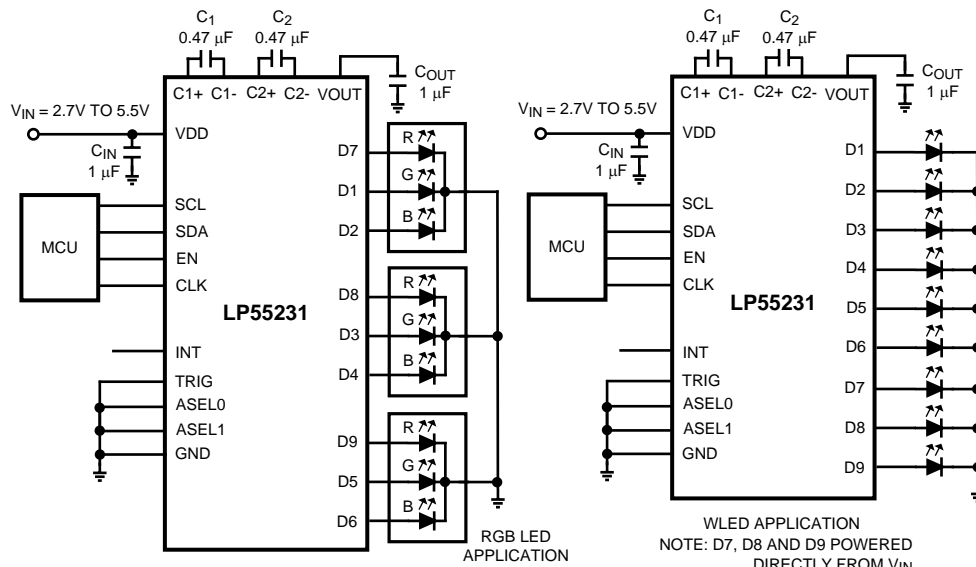 C1
0.47 µF
C2
0.47 µF
C1+ C1- C2+ C2- VOUT
COUT
1 µF
VIN = 2.7V TO 5.5V
VDD
CIN
1 µF
MCU
SCL
SDA
EN
CLK
LP55231
INT
TRIG
ASEL0
ASEL1
GND
D7
R
D1
G
D2
B
D8
R
D3
G
D4
B
D9
R
D5
G
D6
B
RGB LED
APPLICATION
C1
0.47 µF
C2
0.47 µF
C1+ C1- C2+ C2- VOUT
COUT
1 µF
VIN = 2.7V TO 5.5V
VDD
CIN
1 µF
MCU
SCL
SDA
EN
CLK
LP55231
INT
TRIG
ASEL0
ASEL1
GND
D1
D2
D3
D4
D5
D6
D7
D8
D9
WLED APPLICATION
NOTE: D7, D8 AND D9 POWERED
DIRECTLY FROM VIN